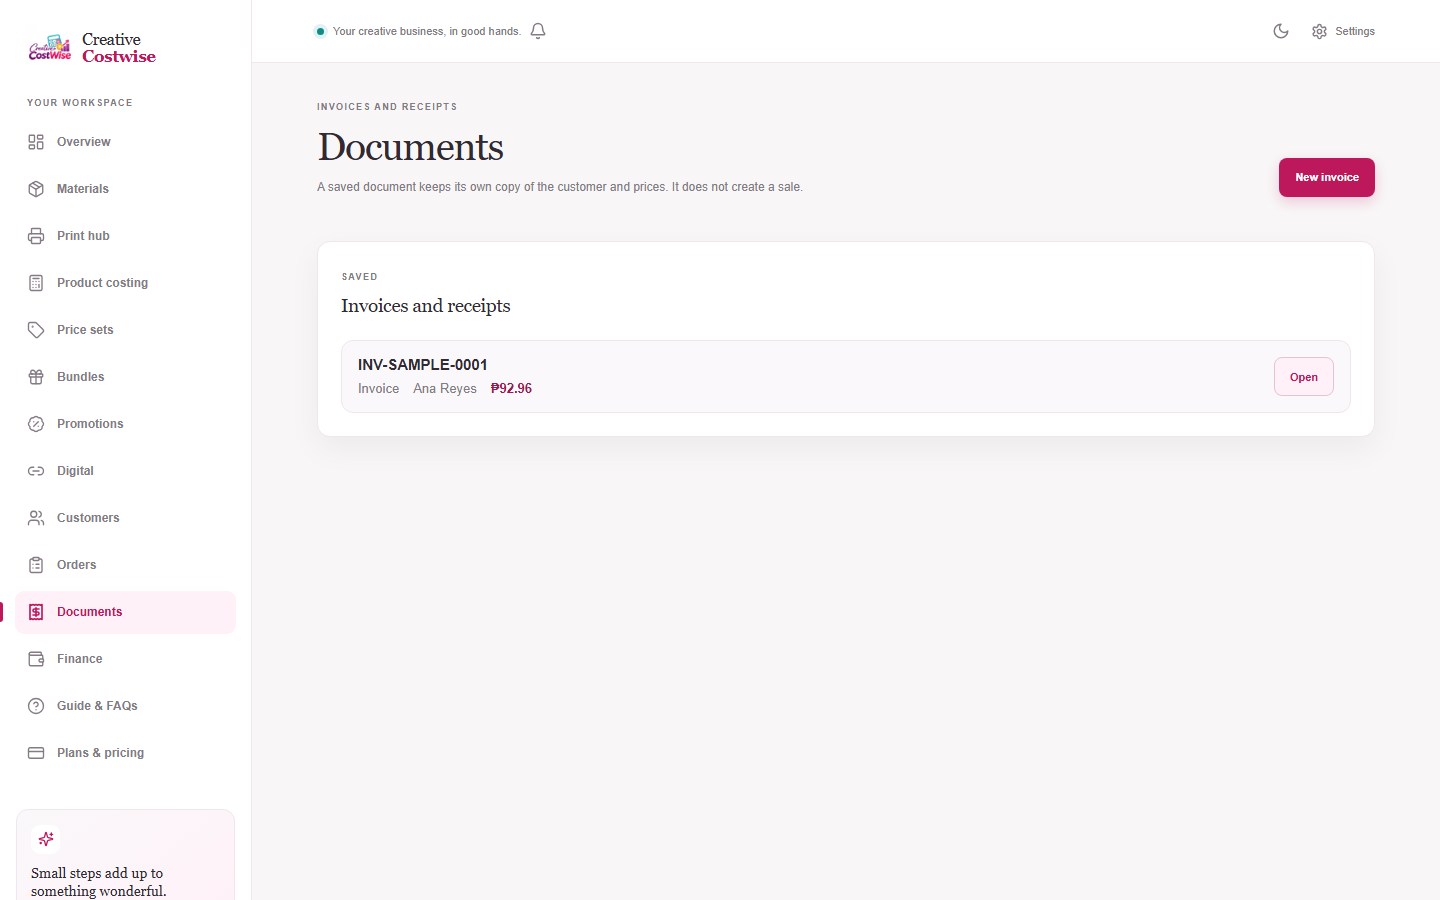 Creative
CostWise
Creative
Costwise
YOUR WORKSPACE
Overview
Materials
Print hub
Product costing
Price sets
Bundles
Promotions
Digital
Customers
Orders
Documents
Finance
Guide & FAQs
Plans & pricing
Small steps add up to
something wonderful.
Your creative business, in good hands.
Settings
INVOICES AND RECEIPTS
Documents
A saved document keeps its own copy of the customer and prices. It does not create a sale.
New invoice
SAVED
Invoices and receipts
INV-SAMPLE-0001
Invoice Ana Reyes ₱92.96
Open